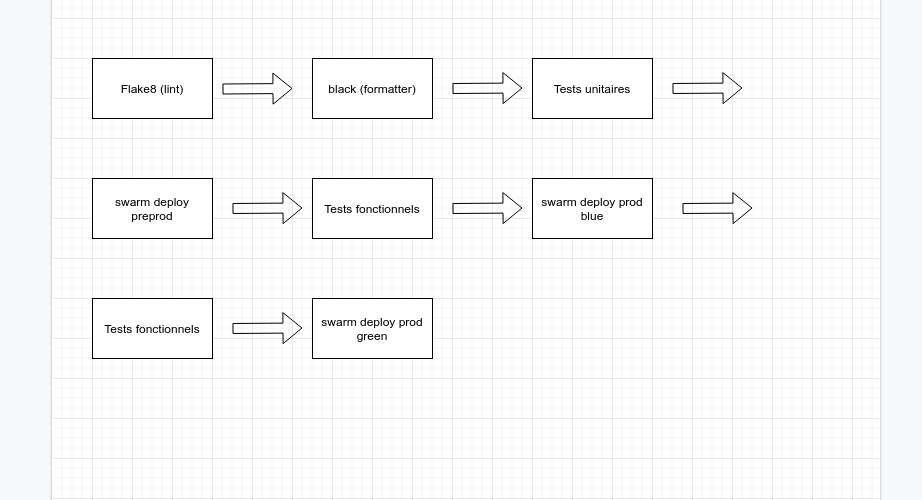 Flake8 (lint)
black (formatter)
Tests unitaires
swarm deploy
preprod
Tests fonctionnels
swarm deploy prod
blue
Tests fonctionnels
swarm deploy prod
green